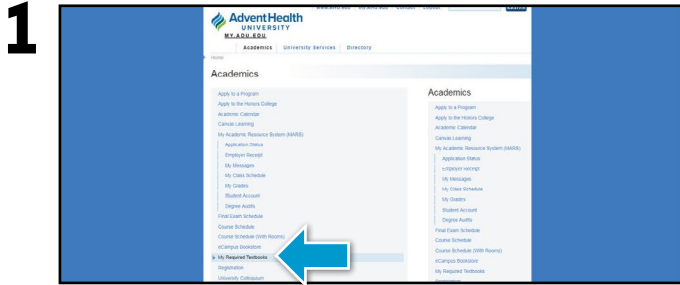 1
Contact
Logout
AdventHealth
UNIVERSITY
MY.ADU.EDU
Academics University Services Directory
Home
Academics
Apply to a Program
Apply to the Honors College
Academic Calendar
Canvas Learning
My Academic Resource System (MARS)
Application Status
Employer Receipt
My Messages
My Class Schedule
My Grades
Student Account
Degree Audits
Final Exam Schedule
Course Schedule
Course Schedule (With Rooms)
eCampus Bookstore
My Required Textbooks
Registration
University Colloquium
Academics
Apply to a Program
Apply to the Honors College
Academic Calendar
Canvas Learning
My Academic Resource System (MARS)
Application Status
Employer Receipt
My Messages
My Class Schedule
My Grades
Student Account
Degree Audits
Final Exam Schedule
Course Schedule
Course Schedule (With Rooms)
eCampus Bookstore
My Required Textbooks